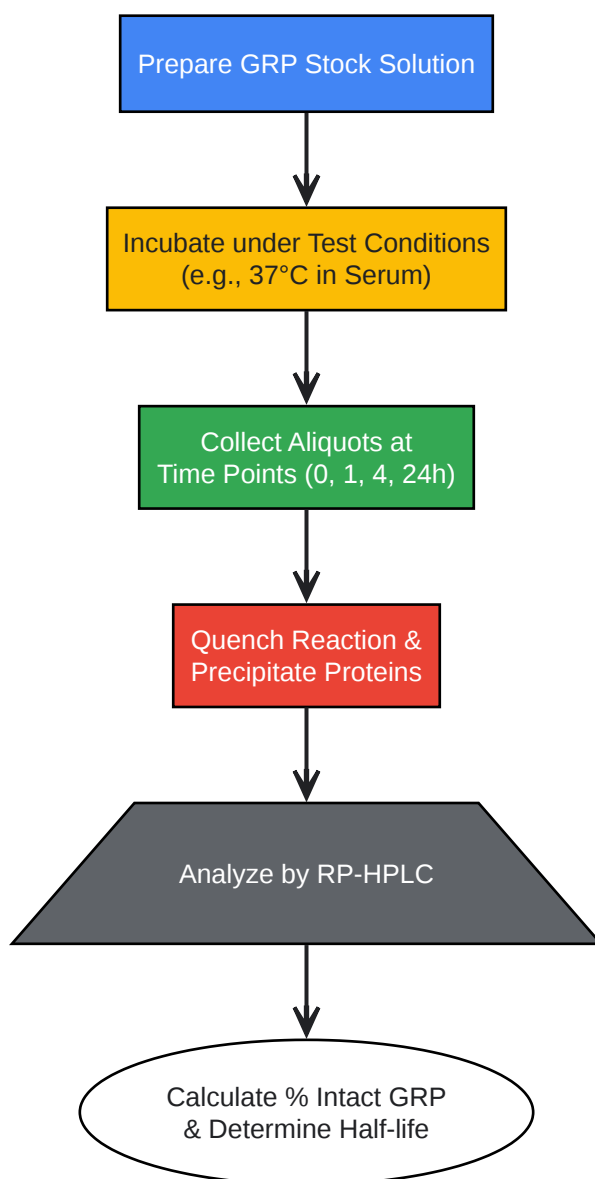 Prepare GRP Stock Solution
Incubate under Test Conditions
(e.g., 37°C in Serum)
Collect Aliquots at
Time Points (0, 1, 4, 24h)
Quench Reaction &
Precipitate Proteins
Analyze by RP-HPLC
Calculate % Intact GRP
& Determine Half-life